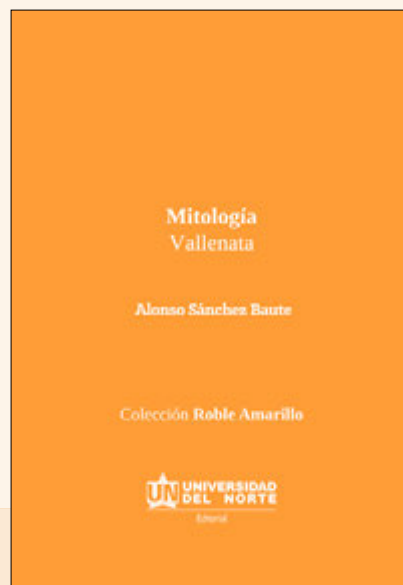 Mitología
Vallenata
Alonso Sánchez Baute
Colección Roble Amarillo
UN UNIVERSIDAD
DEL NORTE
Editorial